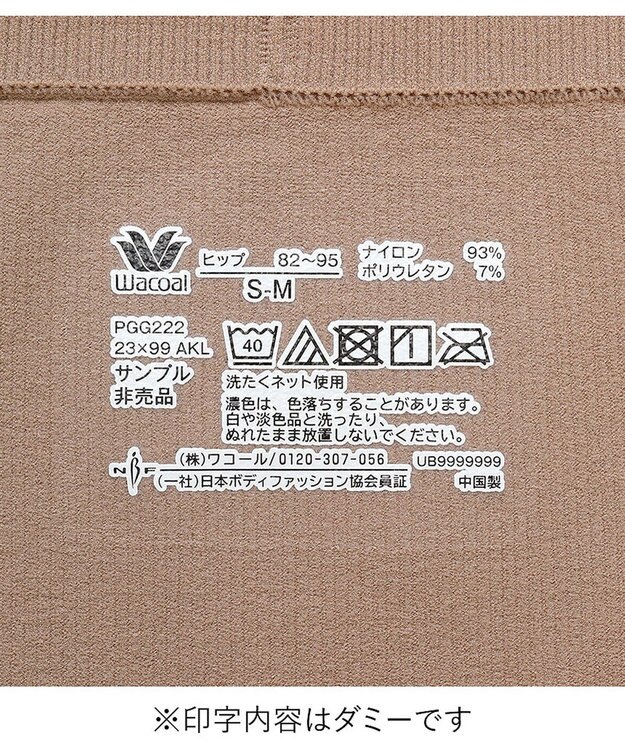 Wacoal
ヒップ 82～95
S-M
ナイロン 93%
ポリウレタン 7%
PGG222
23×99 AKL
サンプル
非売品
40
洗たくネット使用
濃色は、色落ちすることがあります。
白や淡色品と洗ったり、
ぬれたまま放置しないでください。
NBF
(株)ワコール/0120-307-056
(一社)日本ボディファッション協会員証
UB9999999
中国製
※印字内容はダミーです